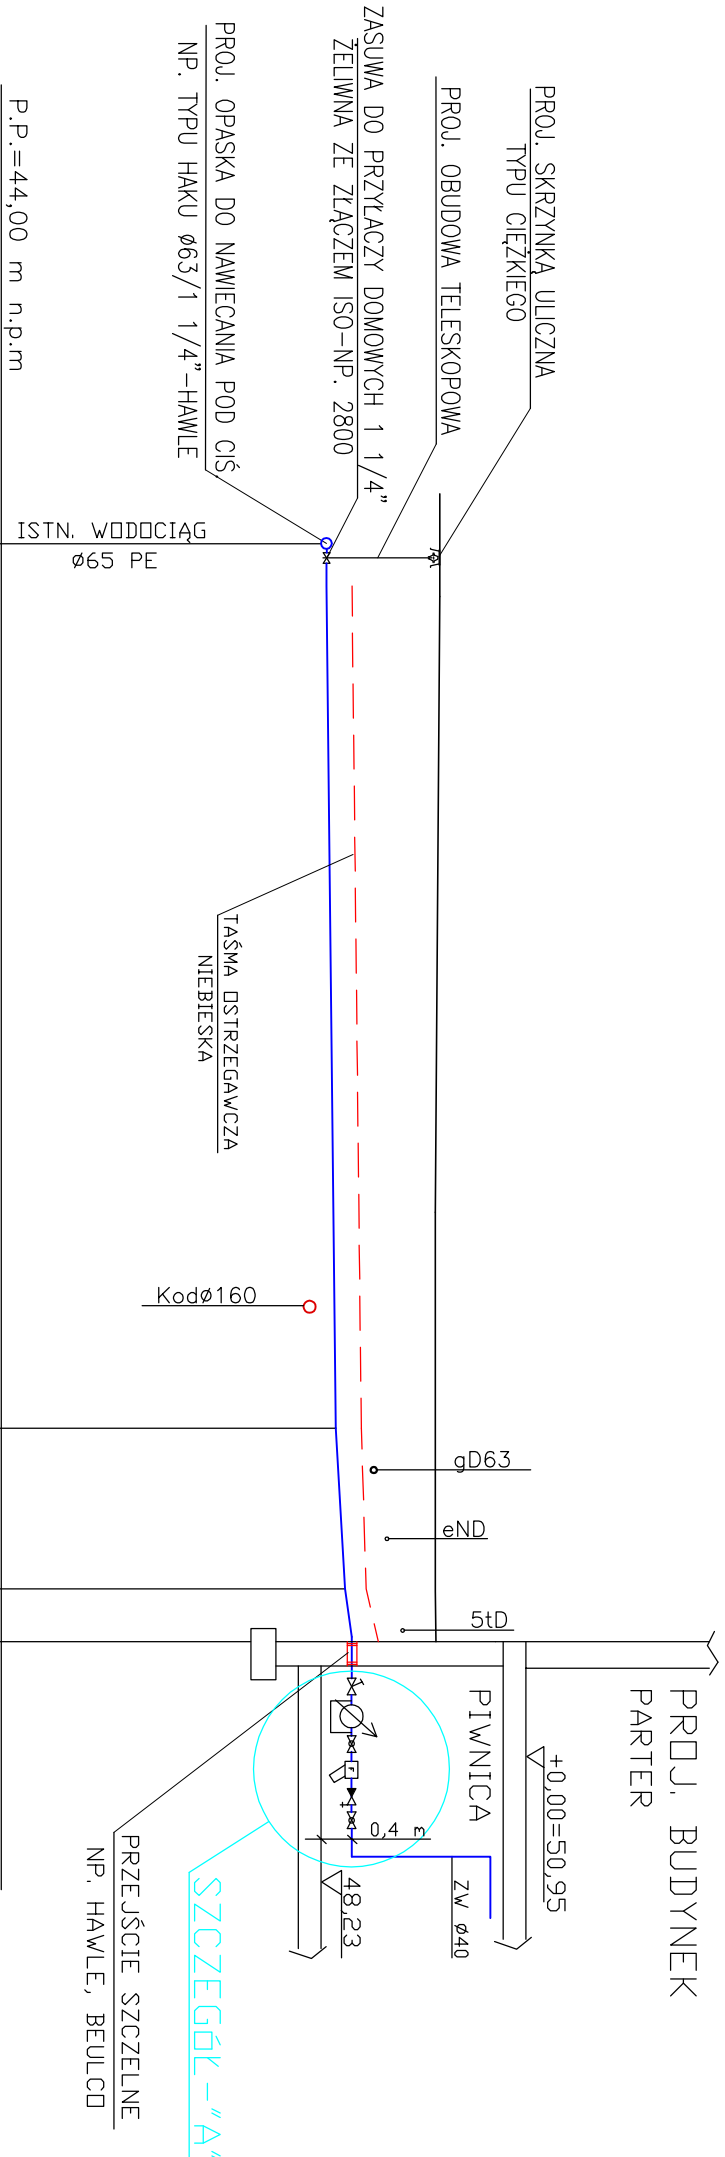 PROJ. SKRZYNKĄ ULICZNA
TYPU CIĘŻKIEGO
PROJ. OBUDOWA TELESKOPOWA
ZASUWA DO PRZYŁACZY DOMOWYCH 1 1/4"
ŻELIWNA ZE ZŁĄCZEM ISO-NP. 2800
PROJ. OPASKA DO NAWIECANIA POD CIŚ.
NP. TYPU HAKU Ø63/1 1/4"-HAWLE
P.P.=44,00 m n.p.m
ISTN. WODOCIĄG
Ø65 PE
TAŚMA OSTRZEGAWCZA
NIEBIESKA
KodØ160
gD63
eND
5tD
PROJ. BUDYNEK
PARTER
+0,00=50,95
PIWNICA
F
0,4 m
ZW Ø40
48,23
SZCZEGÓŁ-"A"
PRZEJŚCIE SZCZELNE
NP. HAWLE, BEULCO